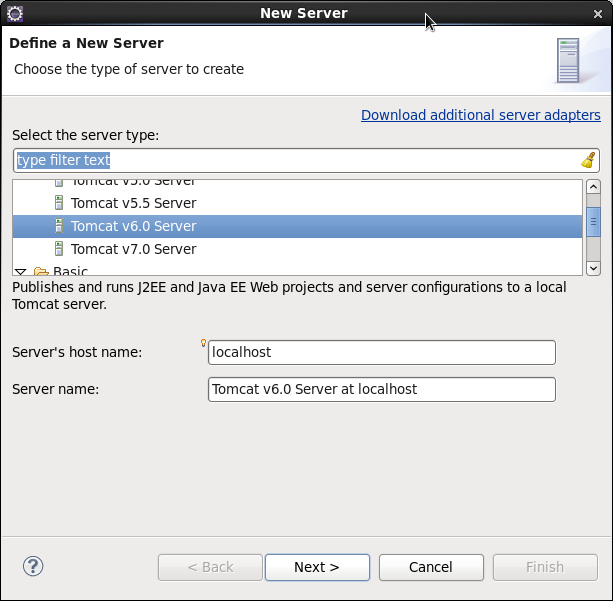 New Server
Define a New Server
Choose the type of server to create
Download additional server adapters
Select the server type:
type filter text
Tomcat v5.0 Server
Tomcat v5.5 Server
Tomcat v6.0 Server
Tomcat v7.0 Server
Basic
Publishes and runs J2EE and Java EE Web projects and server configurations to a local
Tomcat server.
Server's host name: localhost
Server name: Tomcat v6.0 Server at localhost
? < Back Next > Cancel Finish